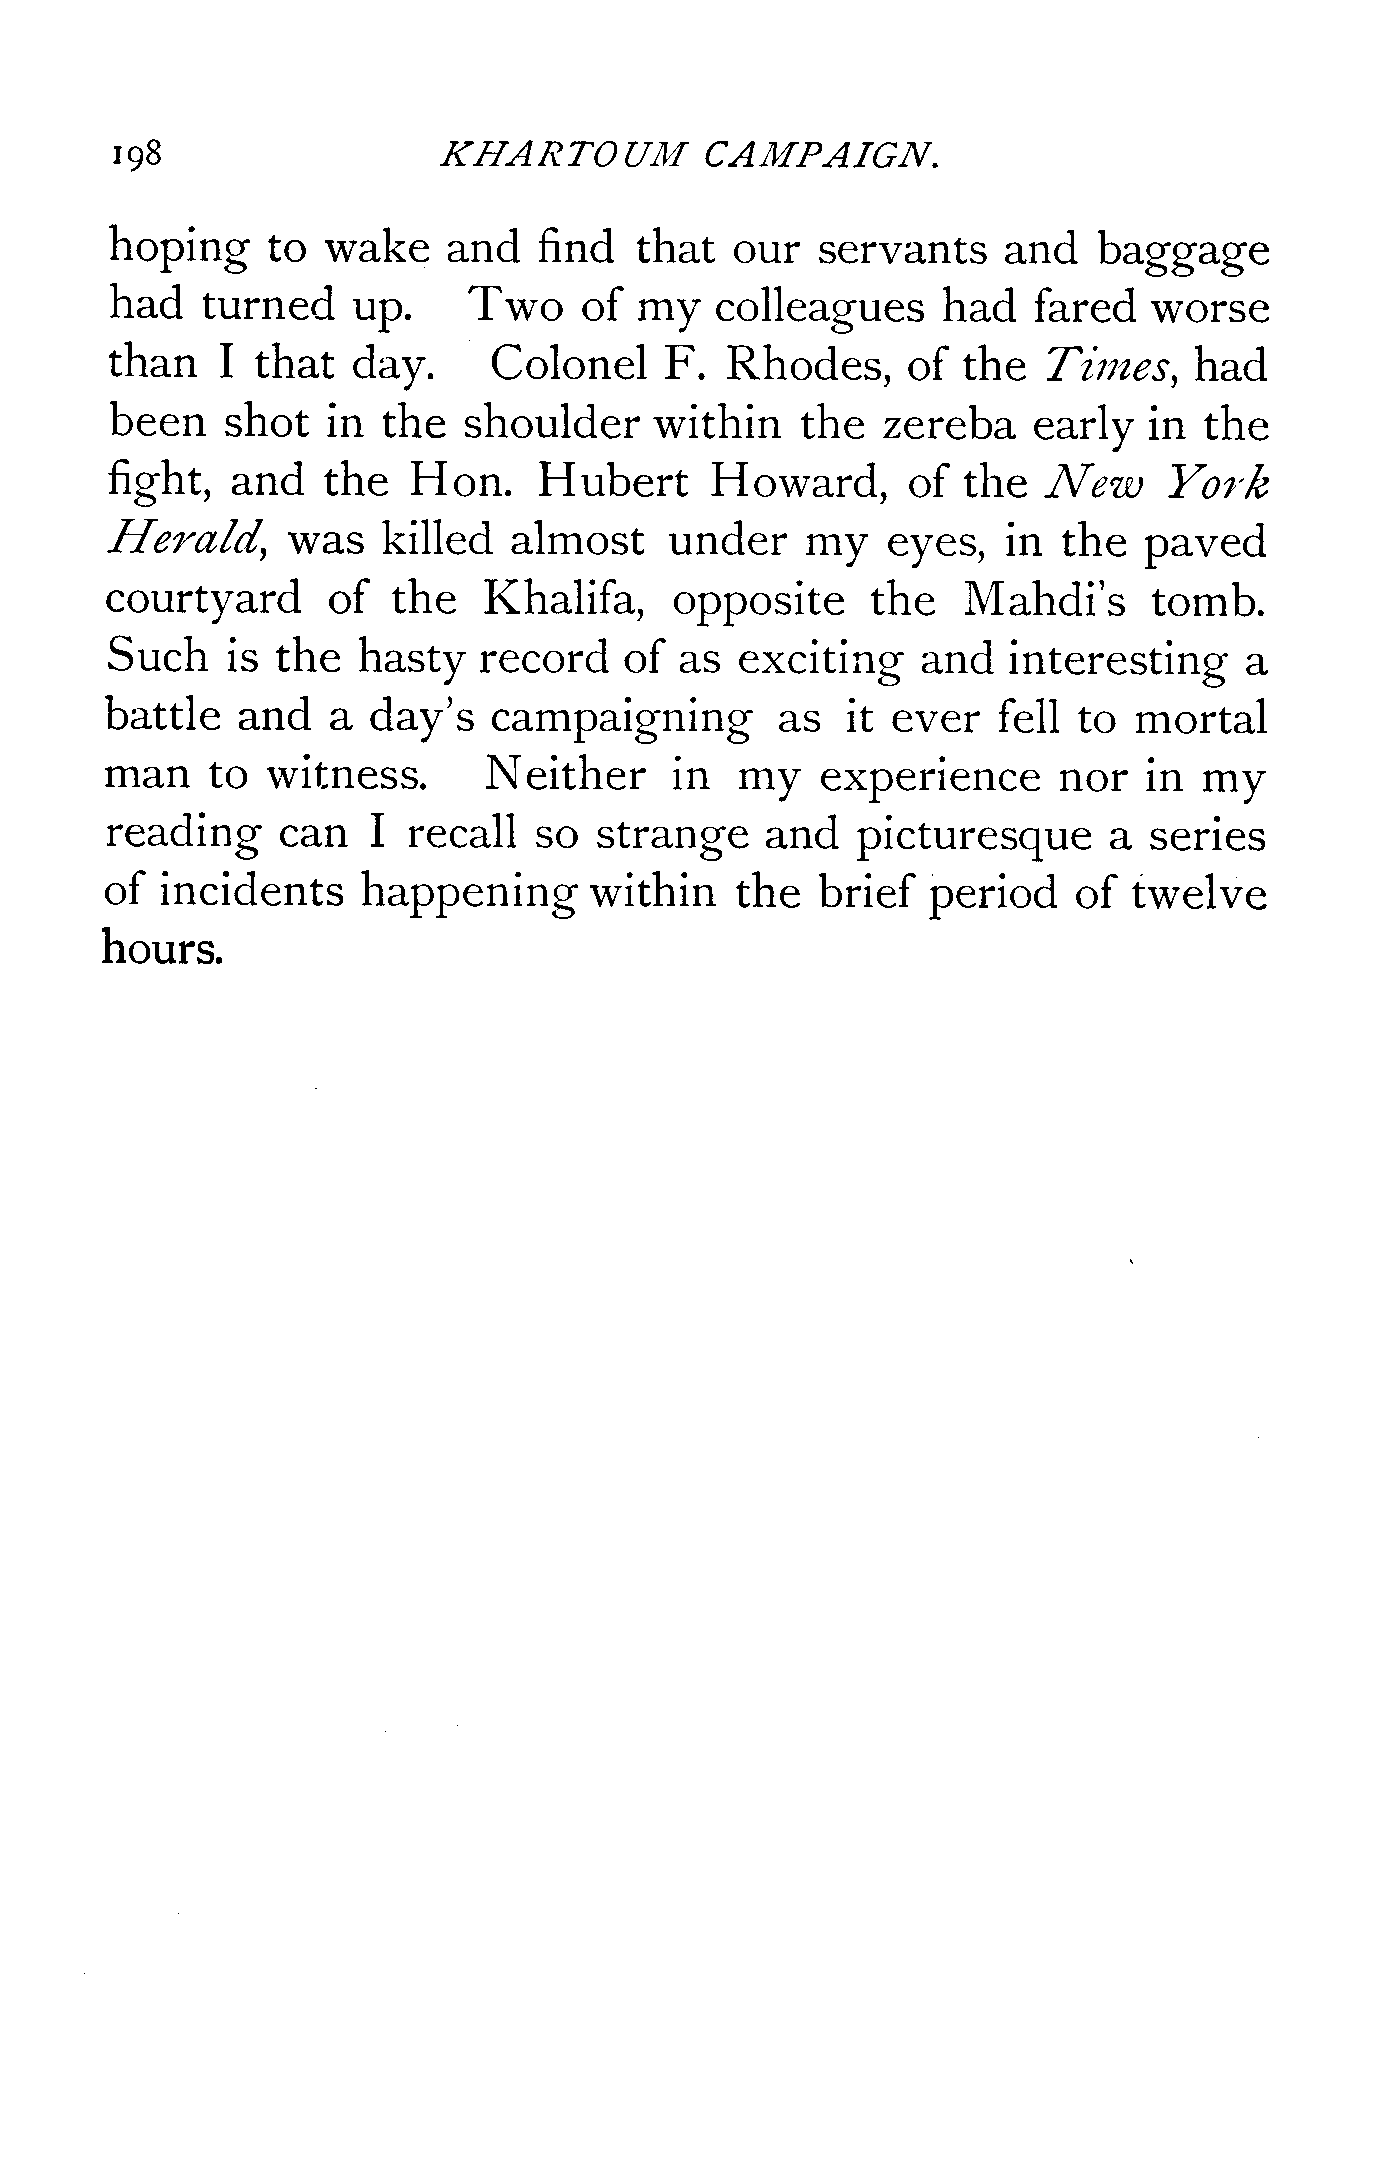 198 KHARTOUM CAMPAIGN.
hoping to wake and find that our servants and baggage
had turned up. Two of my colleagues had fared worse
than I that day. Colonel F. Rhodes, of the Times, had
been shot in the shoulder within the zereba early in the
fight, and the Hon. Hubert Howard, of the New York
Herald, was killed almost under my eyes, in the paved
courtyard of the Khalifa, opposite the Mahdi's tomb.
Such is the hasty record of as exciting and interesting a
battle and a day's campaigning as it ever fell to mortal
man to witness. Neither in my experience nor in my
reading can I recall so strange and picturesque a series
of incidents happening within the brief period of twelve
hours.